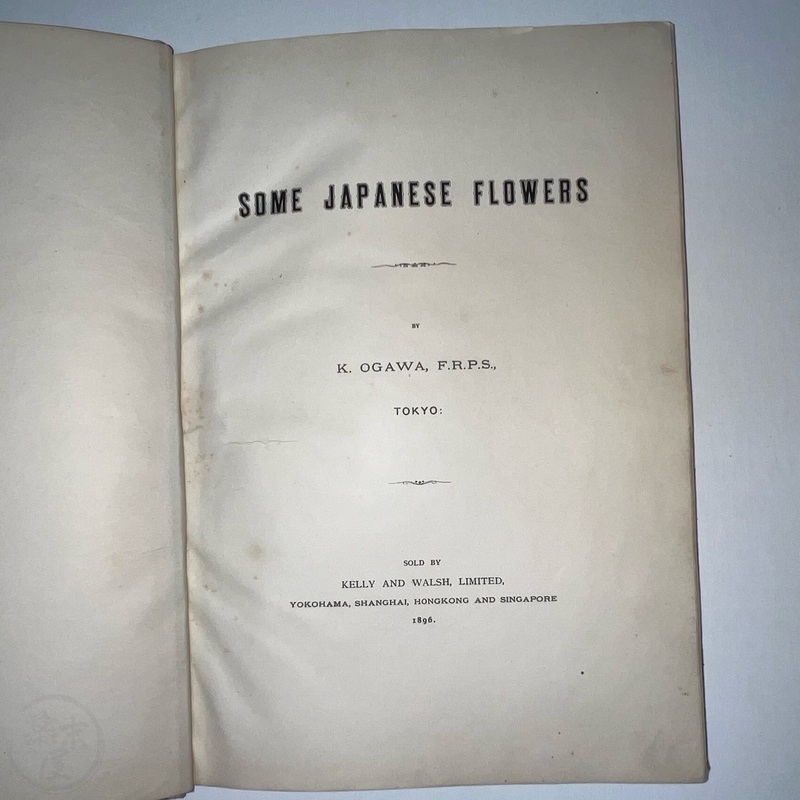 SOME JAPANESE FLOWERS
BY
K. OGAWA, F.R.P.S.,
TOKYO:
SOLD BY
KELLY AND WALSH, LIMITED,
YOKOHAMA, SHANGHAI, HONGKONG AND SINGAPORE
1896.